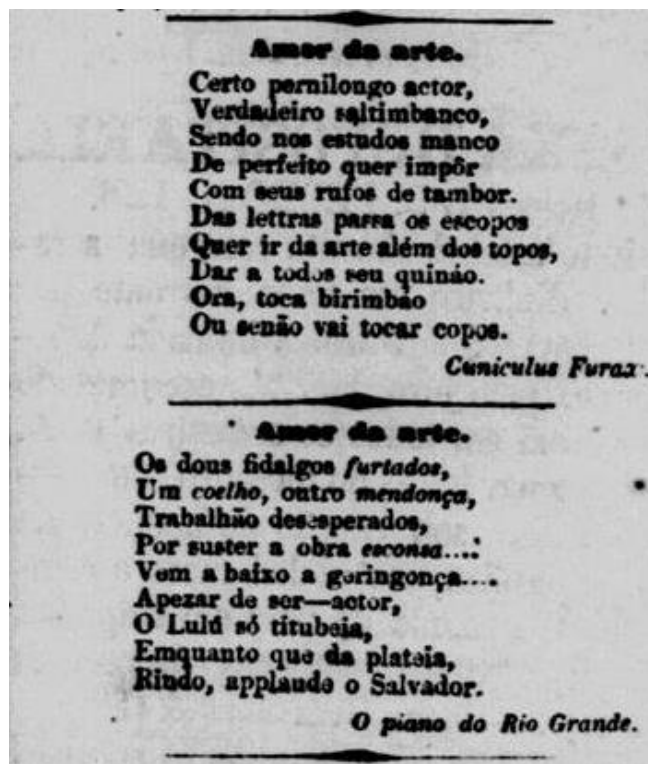 Amor da arte.
Certo pernilongo actor,
Verdadeiro saltimbanco,
Sendo nos estudos manco
De perfeito quer impôr
Com seus rufos de tambor.
Das lettras passa os escopos
Quer ir da arte além dos topos,
Dar a todos seu quináo.
Ora, toca birimbáo
Ou senão vai tocar copos.
Cuniculus Furax.
Amor da arte.
Os dous fidalgos furtados,
Um coelho, outro mendonça,
Trabalhão desesperados,
Por suster a obra esconsa....
Vem a baixo a geringonça....
Apezar de ser—actor,
O Lulú só titubeia,
Emquanto que da plateia,
Rindo, applaude o Salvador.
O piano do Rio Grande.